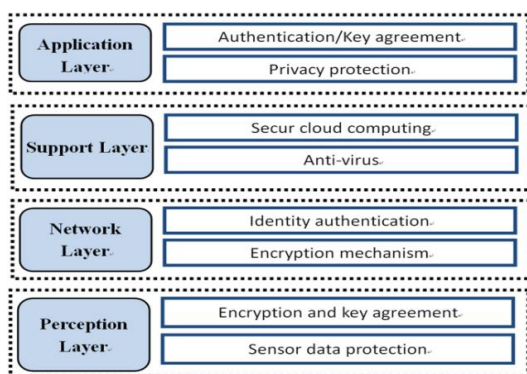 Application
Layer
Authentication/Key agreement
Privacy protection
Support Layer
Secur cloud computing
Anti-virus
Network
Layer
Identity authentication
Encryption mechanism
Perception
Layer
Encryption and key agreement
Sensor data protection